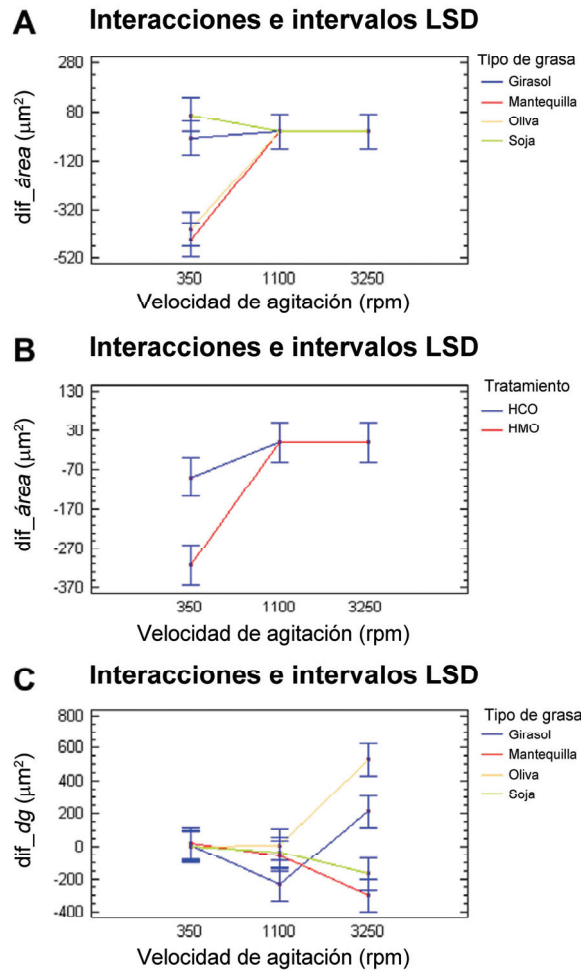 A Interacciones e intervalos LSD
Tipo de grasa
Girasol
Mantequilla
Oliva
Soja
dif_área (µm²)
280
80
-120
-320
-520
350 1100 3250
Velocidad de agitación (rpm)
B Interacciones e intervalos LSD
Tratamiento
HCO
HMO
dif_área (µm²)
130
30
-70
-170
-270
-370
350 1100 3250
Velocidad de agitación (rpm)
C Interacciones e intervalos LSD
Tipo de grasa
Girasol
Mantequilla
Oliva
Soja
dif_dg (µm²)
800
600
400
200
0
-200
-400
350 1100 3250
Velocidad de agitación (rpm)